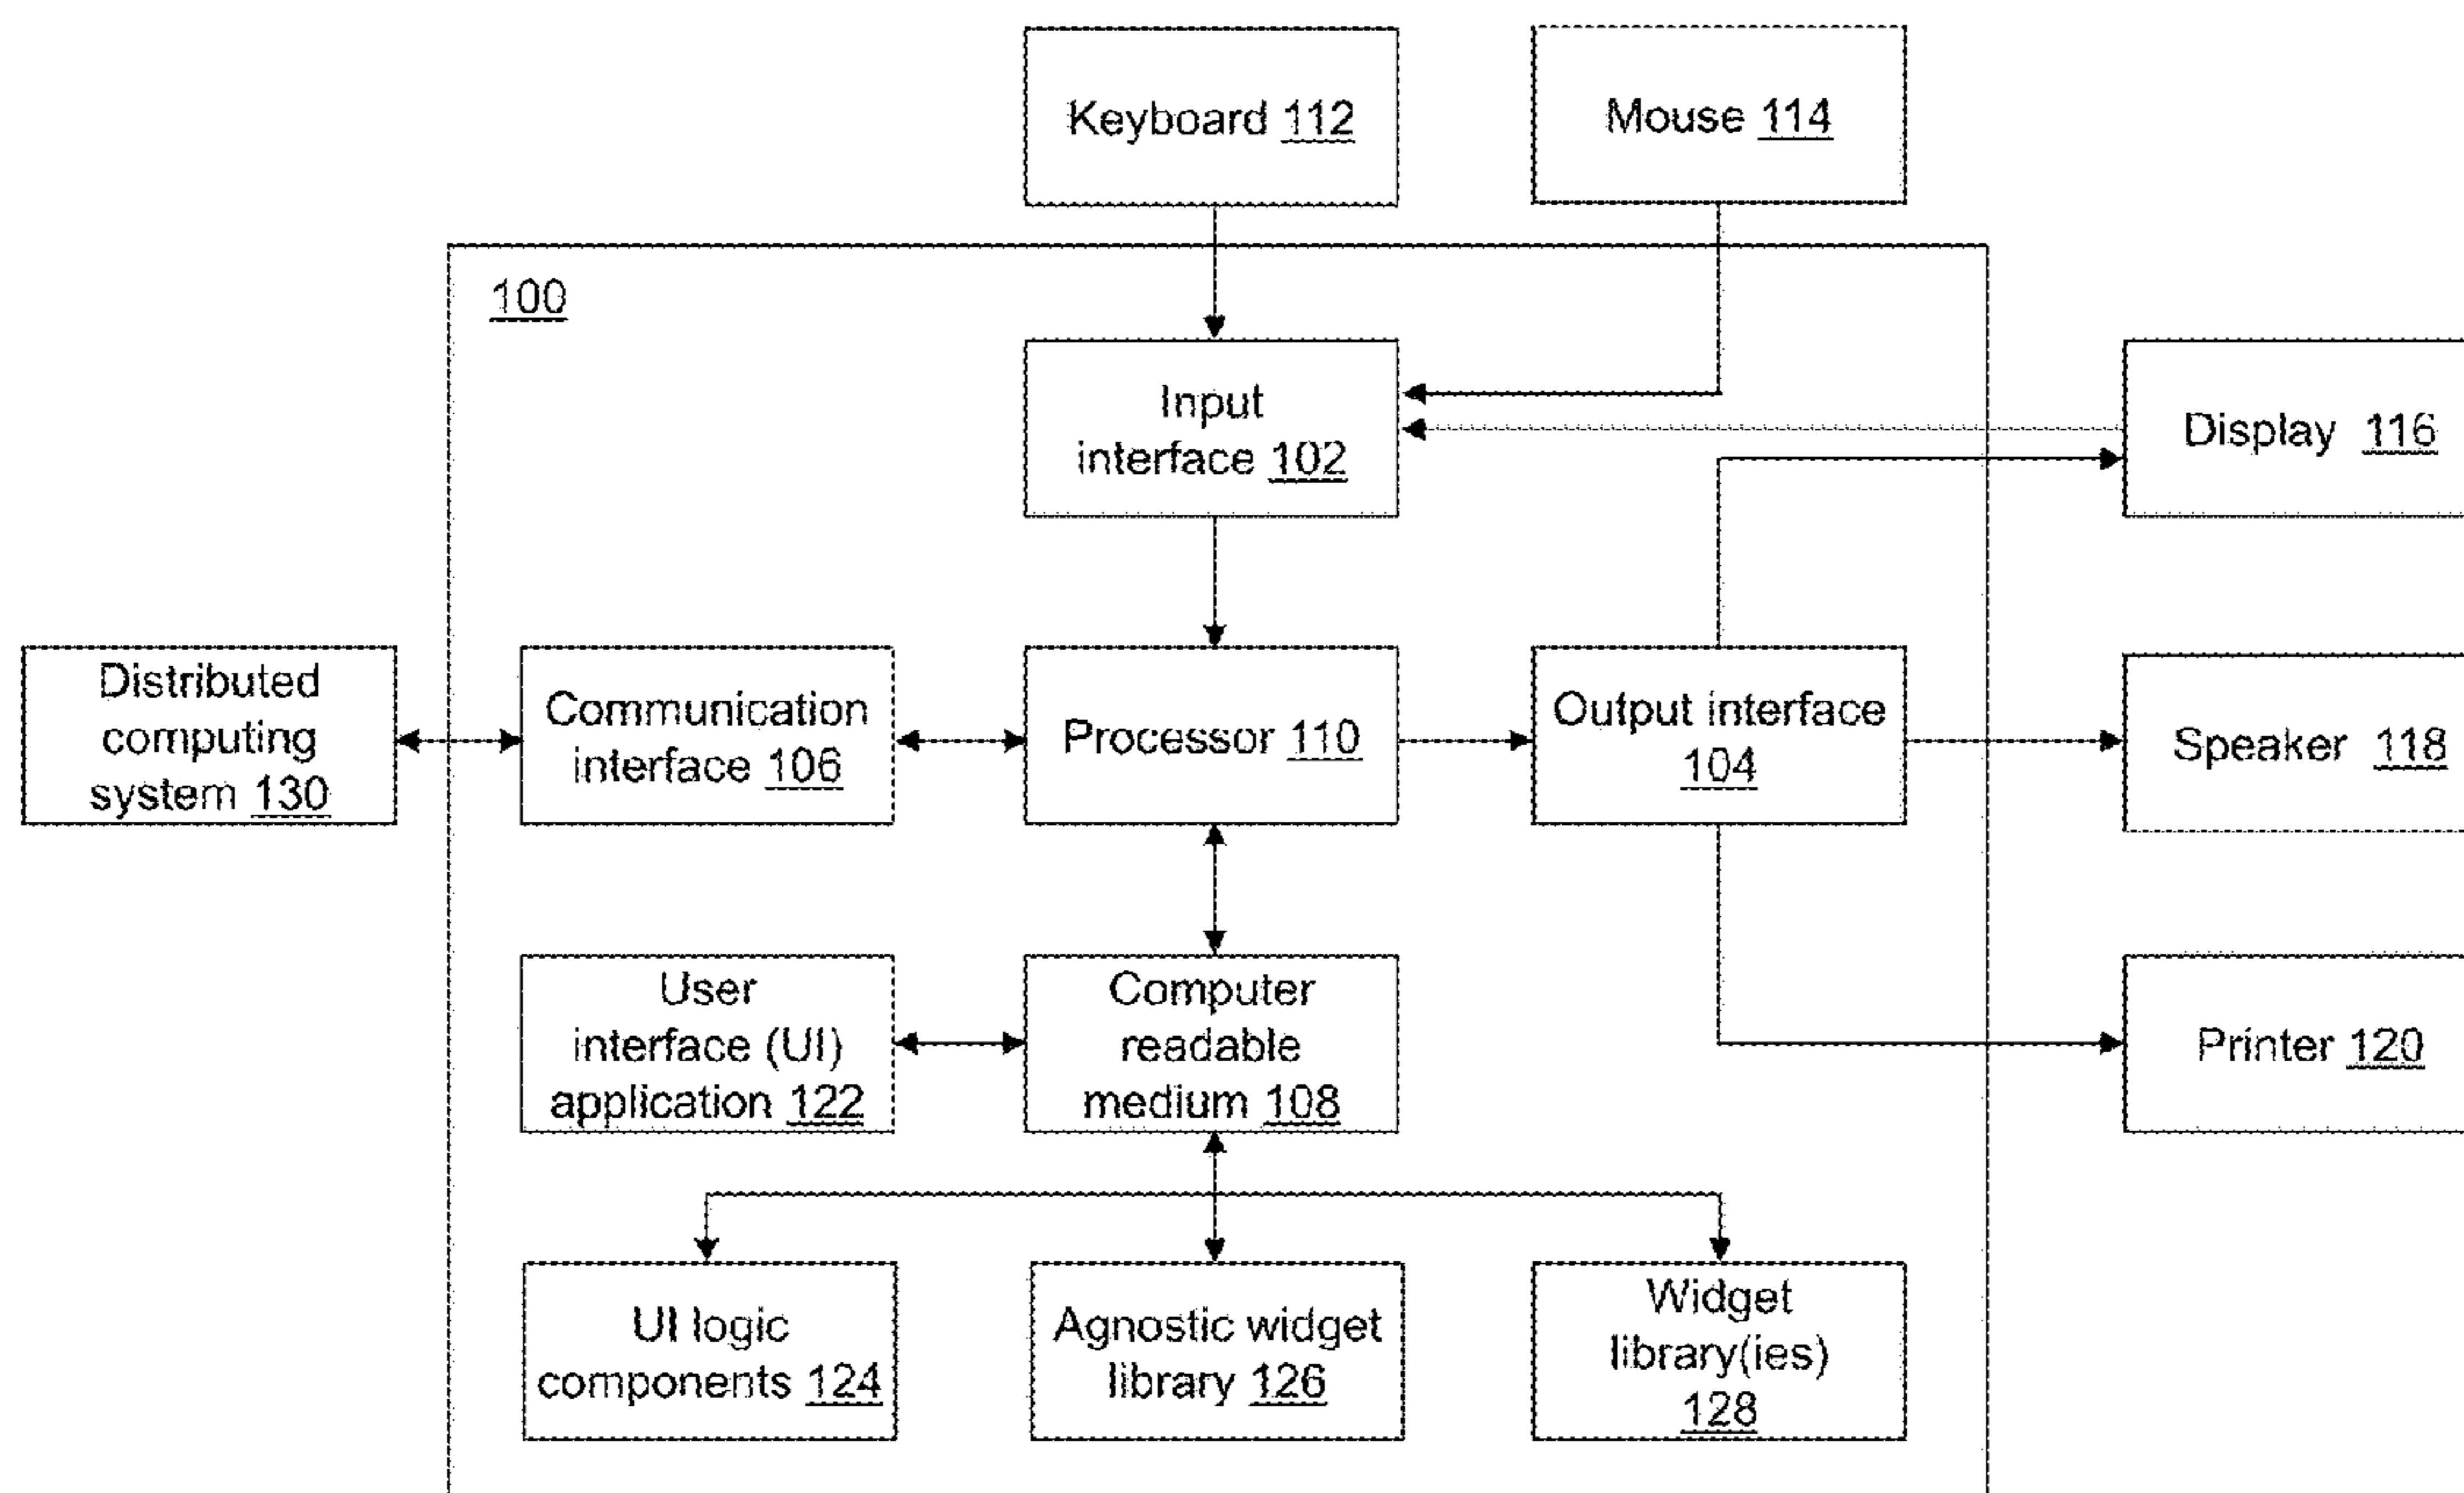 Keyboard 112
Mouse 114
100
Input
interface 102
Display 116
Distributed
computing
system 130
Communication
interface 106
Processor 110
Output interface
104
Speaker 118
User
interface (UI)
application 122
Computer
readable
medium 108
Printer 120
UI logic
components 124
Agnostic widget
library 126
Widget
library(ies)
128